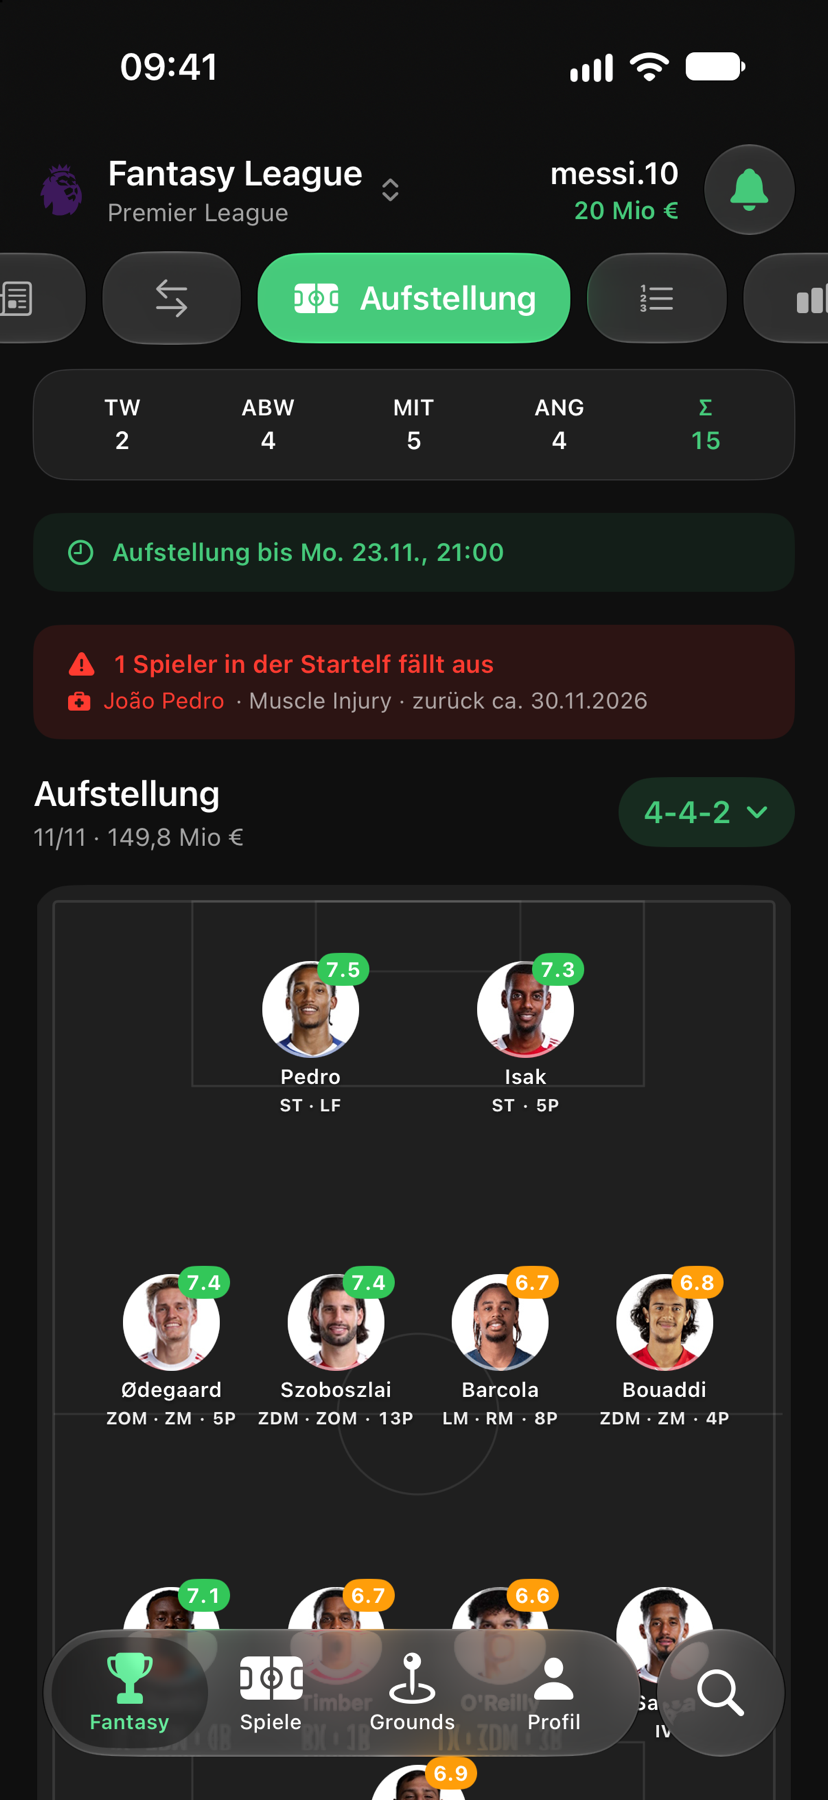 09:41
Fantasy League
Premier League
messi.10
20 Mio €
Aufstellung
TW ABW MIT ANG Σ
2 4 5 4 15
Aufstellung bis Mo. 23.11., 21:00
1 Spieler in der Startelf fällt aus
João Pedro · Muscle Injury · zurück ca. 30.11.2026
Aufstellung
11/11 · 149,8 Mio €
4-4-2
7.5 7.3
Pedro Isak
ST · LF ST · 5P
7.4 7.4 6.7 6.8
Ødegaard Szoboszlai Barcola Bouaddi
ZOM · ZM · 5P ZDM · ZOM · 13P LM · RM · 8P ZDM · ZM · 4P
7.1 6.7 6.6
Timber O'Reilly
Fantasy Spiele Grounds Profil
6.9